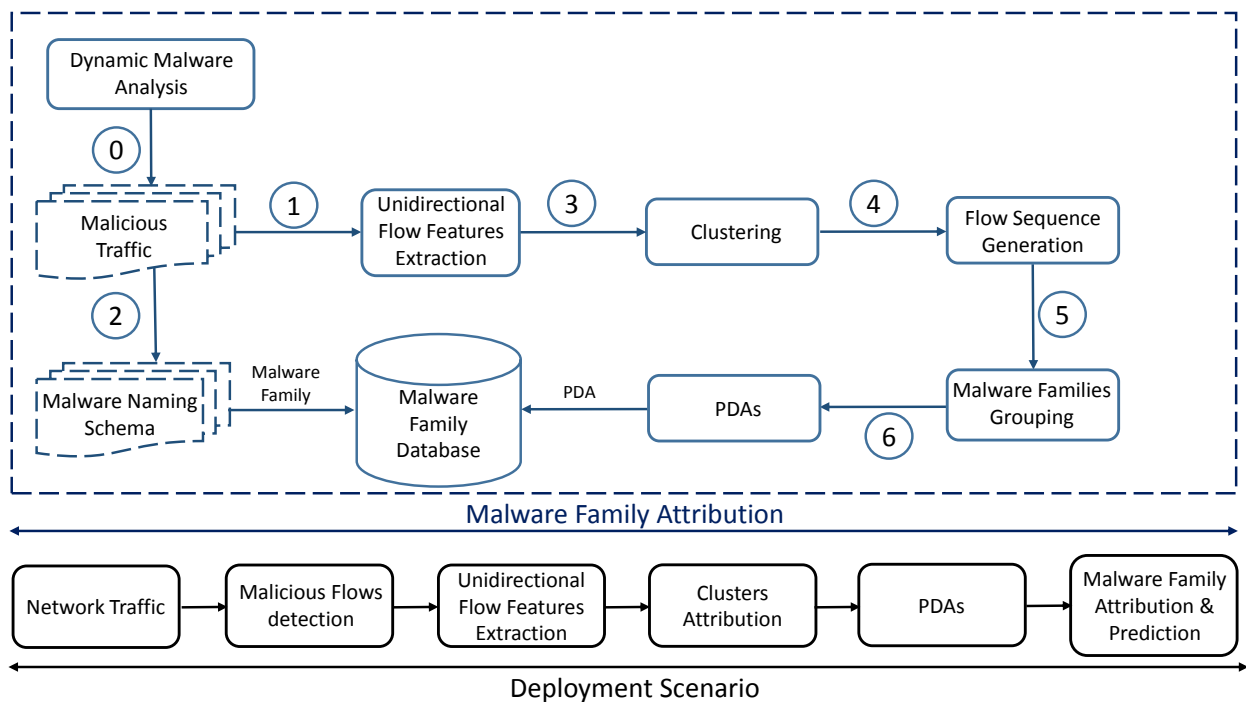 Dynamic Malware
Analysis
0
Malicious
Traffic
1
Unidirectional
Flow Features
Extraction
3
Clustering
4
Flow Sequence
Generation
2
5
Malware Naming
Schema
Malware
Family
Malware
Family
Database
PDA
PDAs
6
Malware Families
Grouping
Malware Family Attribution
Network Traffic
Malicious Flows
detection
Unidirectional
Flow Features
Extraction
Clusters
Attribution
PDAs
Malware Family
Attribution &
Prediction
Deployment Scenario